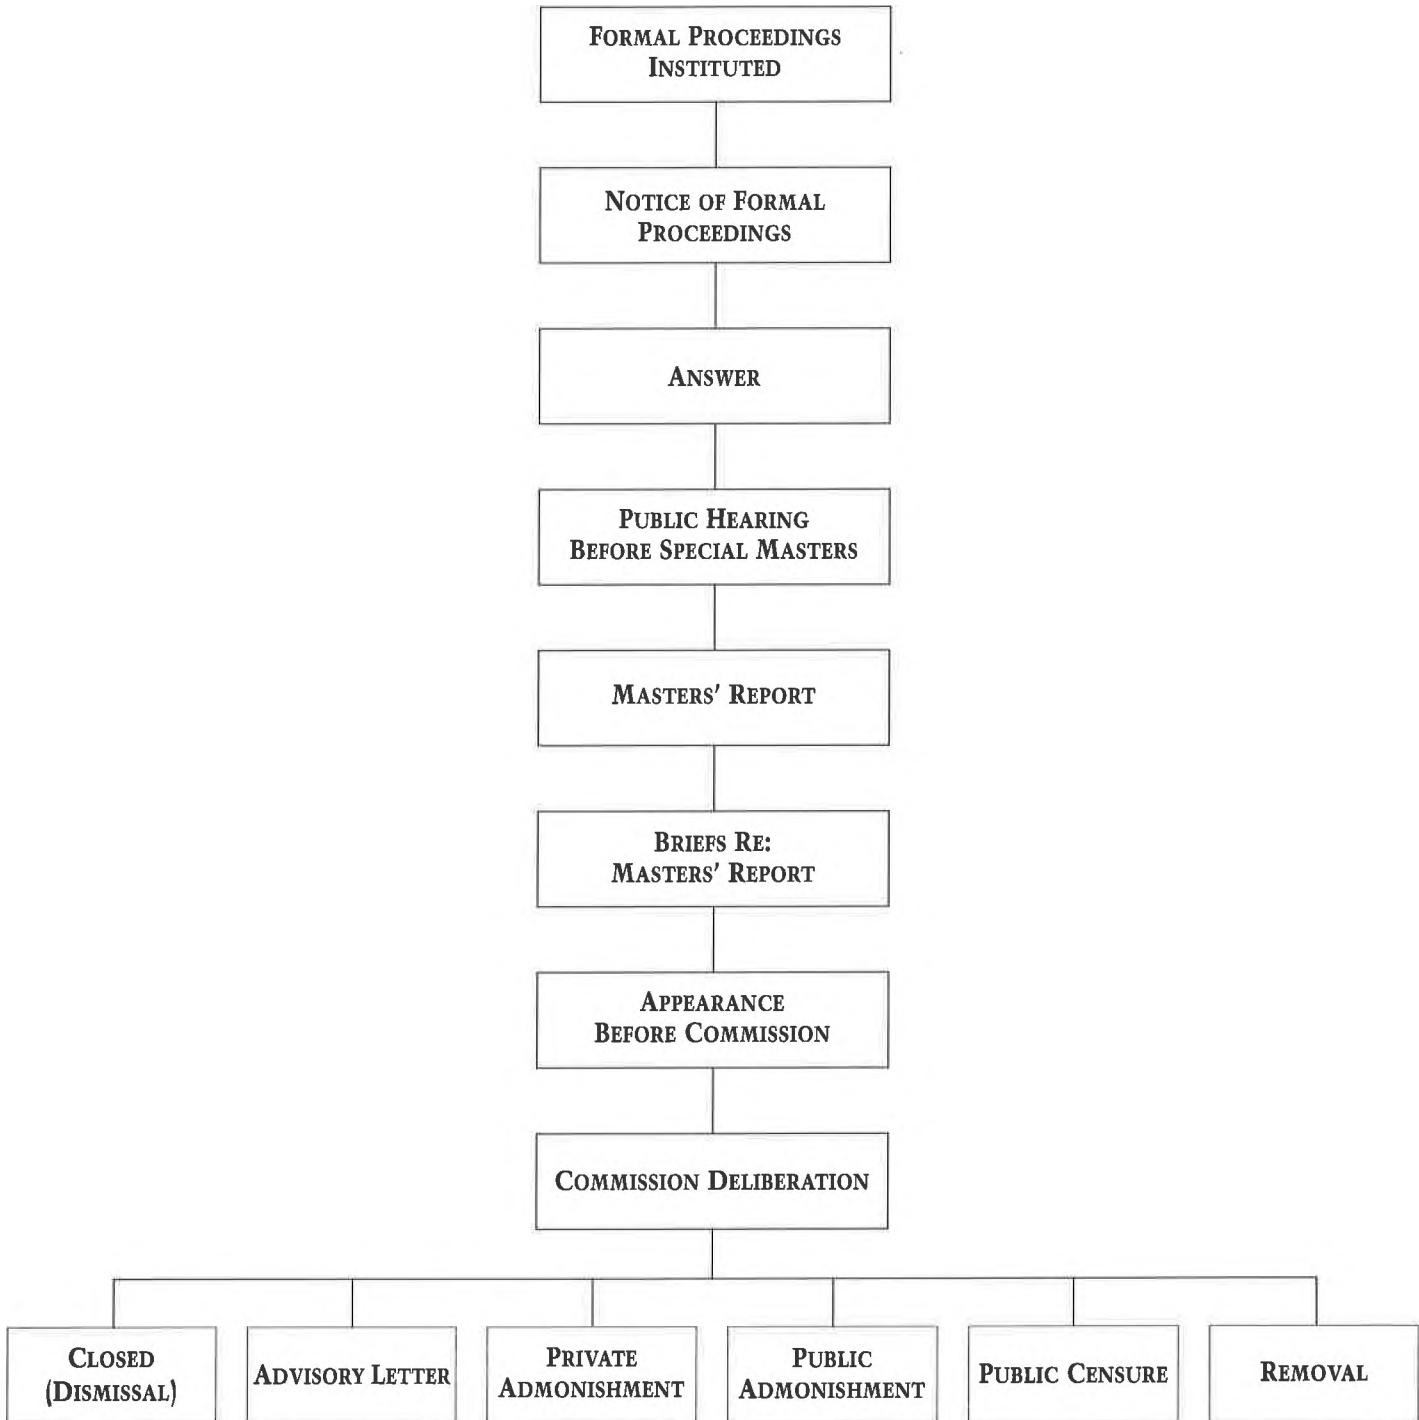 FORMAL PROCEEDINGS
INSTITUTED
NOTICE OF FORMAL
PROCEEDINGS
ANSWER
PUBLIC HEARING
BEFORE SPECIAL MASTERS
MASTERS' REPORT
BRIEFS RE:
MASTERS' REPORT
APPEARANCE
BEFORE COMMISSION
COMMISSION DELIBERATION
CLOSED
(DISMISSAL)
ADVISORY LETTER
PRIVATE
ADMONISHMENT
PUBLIC
ADMONISHMENT
PUBLIC CENSURE
REMOVAL